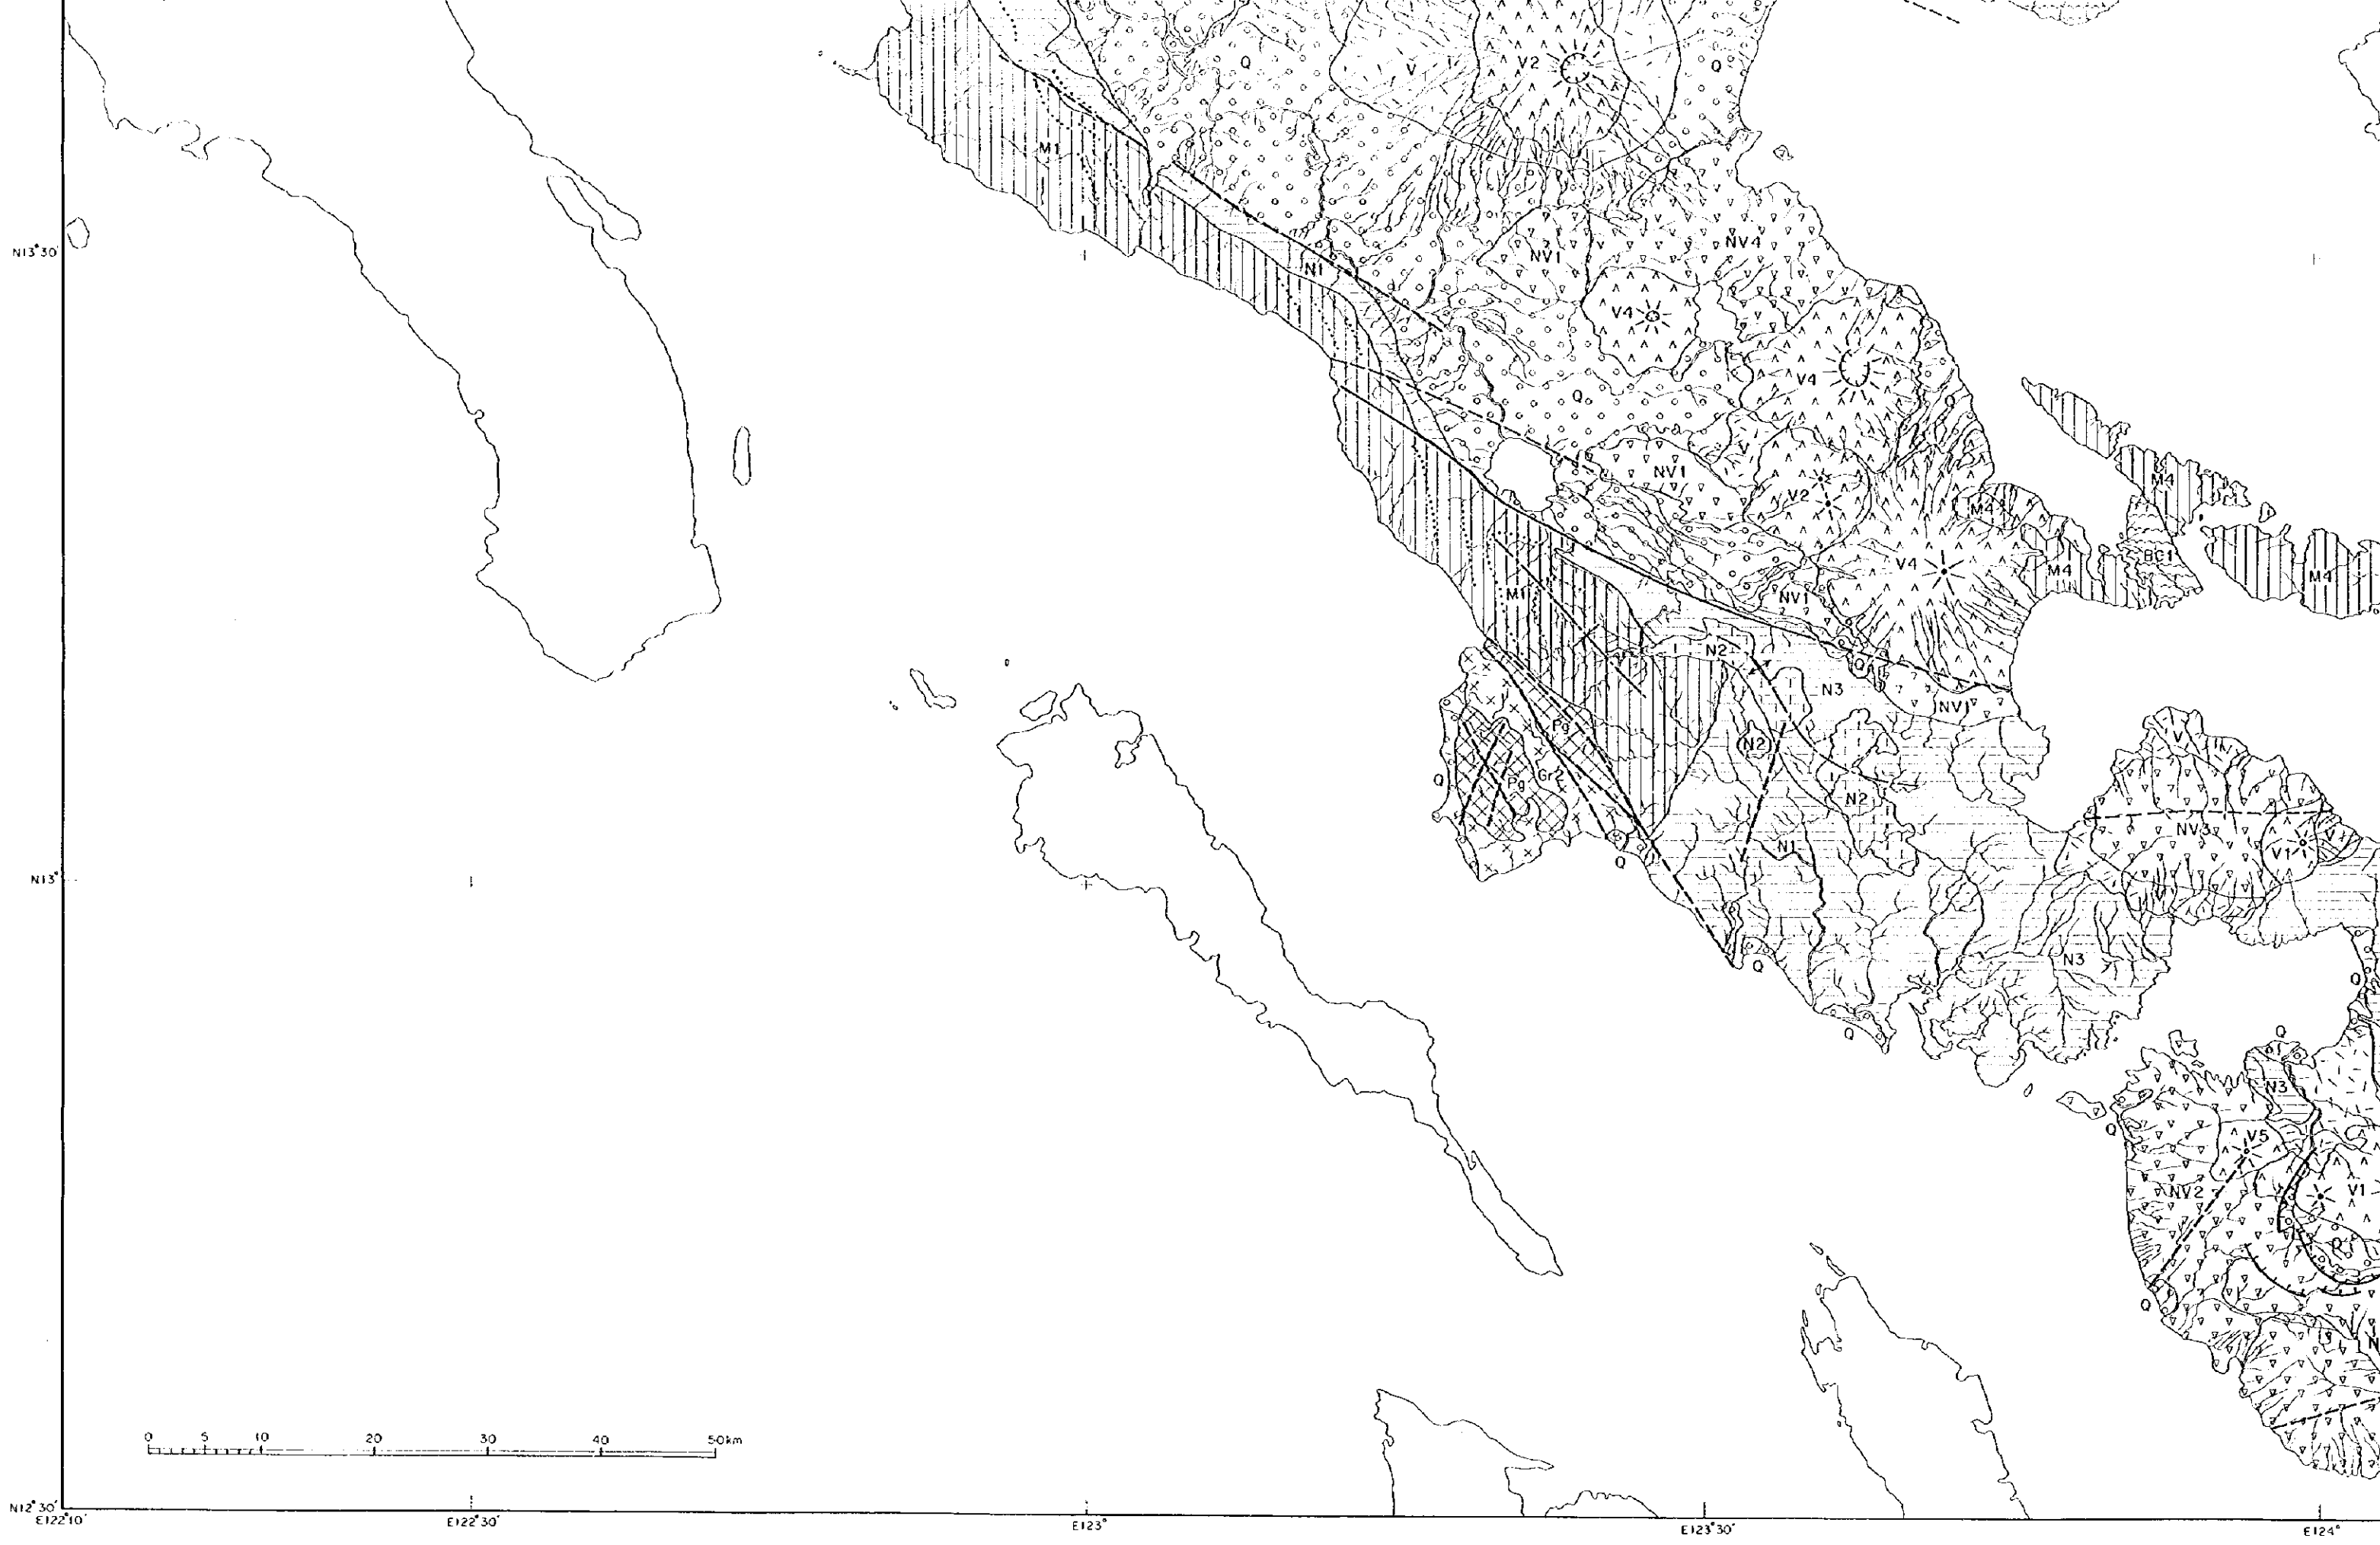 Q
V
V2
Q
M1
N13°30'
NV4
NV1
N1
V4
V4
Q
Q
V
NV1
V2
M4
M4
BC1
V4
M4
M4
NV1
M1
N2
Q
N3
NV1
Pg
N2
V
Q
Pg
Gr2
N2
NV3
V1
V
N1
Q
N13°
N3
Q
Q
Q
Q
N3
Q
V5
NV2
V1
Q
Q
N
0 5 10 20 30 40 50km
N12°30'
E122°10'
E122°30'
E123°
E123°30'
E124°